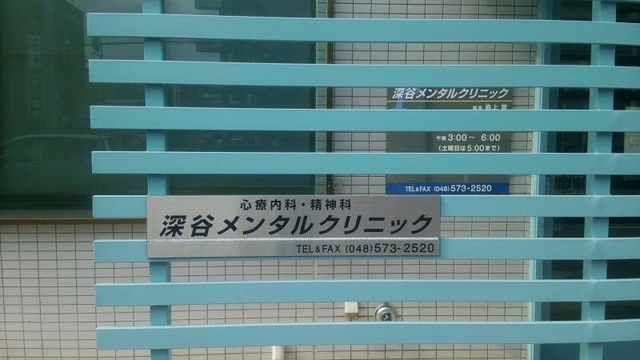 心療内科・精神科
深谷メンタルクリニック
TEL&FAX (048)573-2520
深谷メンタルクリニック
午後3:00～ 6:00
(土曜日は5:00まで)
TEL&FAX (048)573-2520